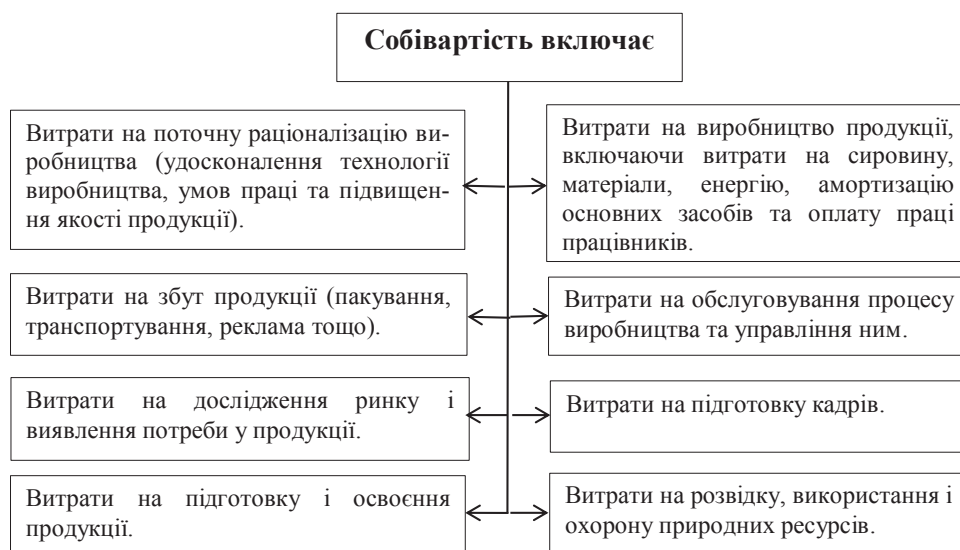 Собівартість включає
Витрати на поточну раціоналізацію ви-
робництва (удосконалення технології
виробництва, умов праці та підвищен-
ня якості продукції).
Витрати на виробництво продукції,
включаючи витрати на сировину,
матеріали, енергію, амортизацію
основних засобів та оплату праці
працівників.
Витрати на збут продукції (пакування,
транспортування, реклама тощо).
Витрати на обслуговування процесу
виробництва та управління ним.
Витрати на дослідження ринку і
виявлення потреби у продукції.
Витрати на підготовку кадрів.
Витрати на підготовку і освоєння
продукції.
Витрати на розвідку, використання і
охорону природних ресурсів.